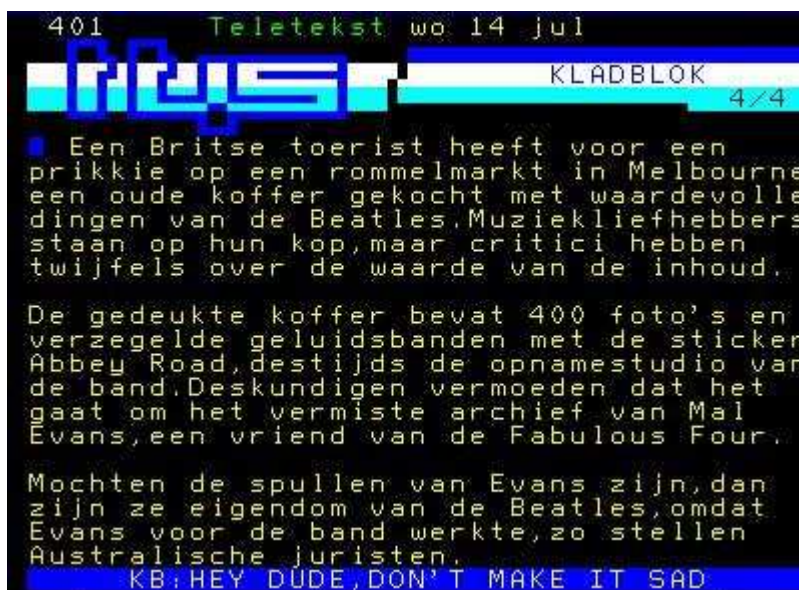 401 Teletekst wo 14 jul
nos
KLADBLOK
4/4
Een Britse toerist heeft voor een
prikkie op een rommelmarkt in Melbourne
een oude koffer gekocht met waardevolle
dingen van de Beatles.Muziekliefhebbers
staan op hun kop,maar critici hebben
twijfels over de waarde van de inhoud.
De gedeukte koffer bevat 400 foto's en
verzegelde geluidsbanden met de sticker
Abbey Road,destijds de opnamestudio van
de band.Deskundigen vermoeden dat het
gaat om het vermiste archief van Mal
Evans,een vriend van de Fabulous Four.
Mochten de spullen van Evans zijn,dan
zijn ze eigendom van de Beatles,omdat
Evans voor de band werkte,zo stellen
Australische juristen.
KB:HEY DUDE,DON'T MAKE IT SAD